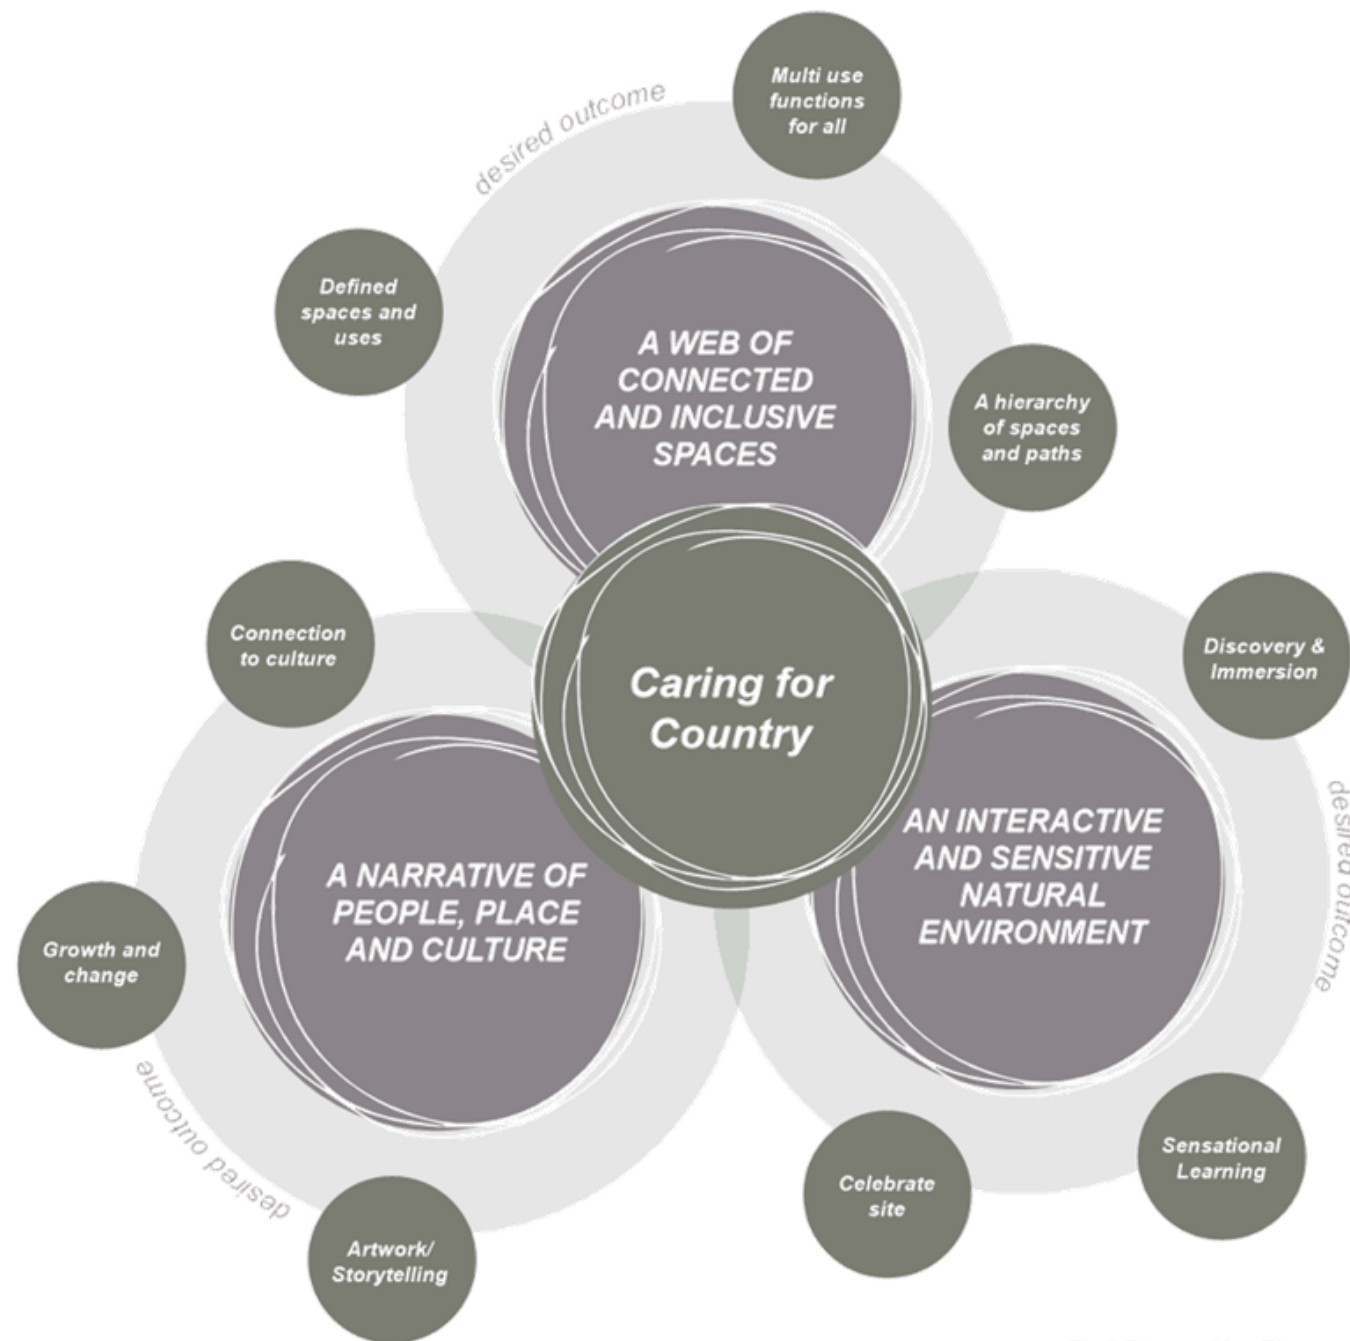 desired outcome
Multi use
functions
for all
Defined
spaces and
uses
A WEB OF
CONNECTED
AND INCLUSIVE
SPACES
A hierarchy
of spaces
and paths
Connection
to culture
Caring for
Country
Discovery &
Immersion
A NARRATIVE OF
PEOPLE, PLACE
AND CULTURE
AN INTERACTIVE
AND SENSITIVE
NATURAL
ENVIRONMENT
desired outcome
Growth and
change
desired outcome
Artwork/
Storytelling
Celebrate
site
Sensational
Learning